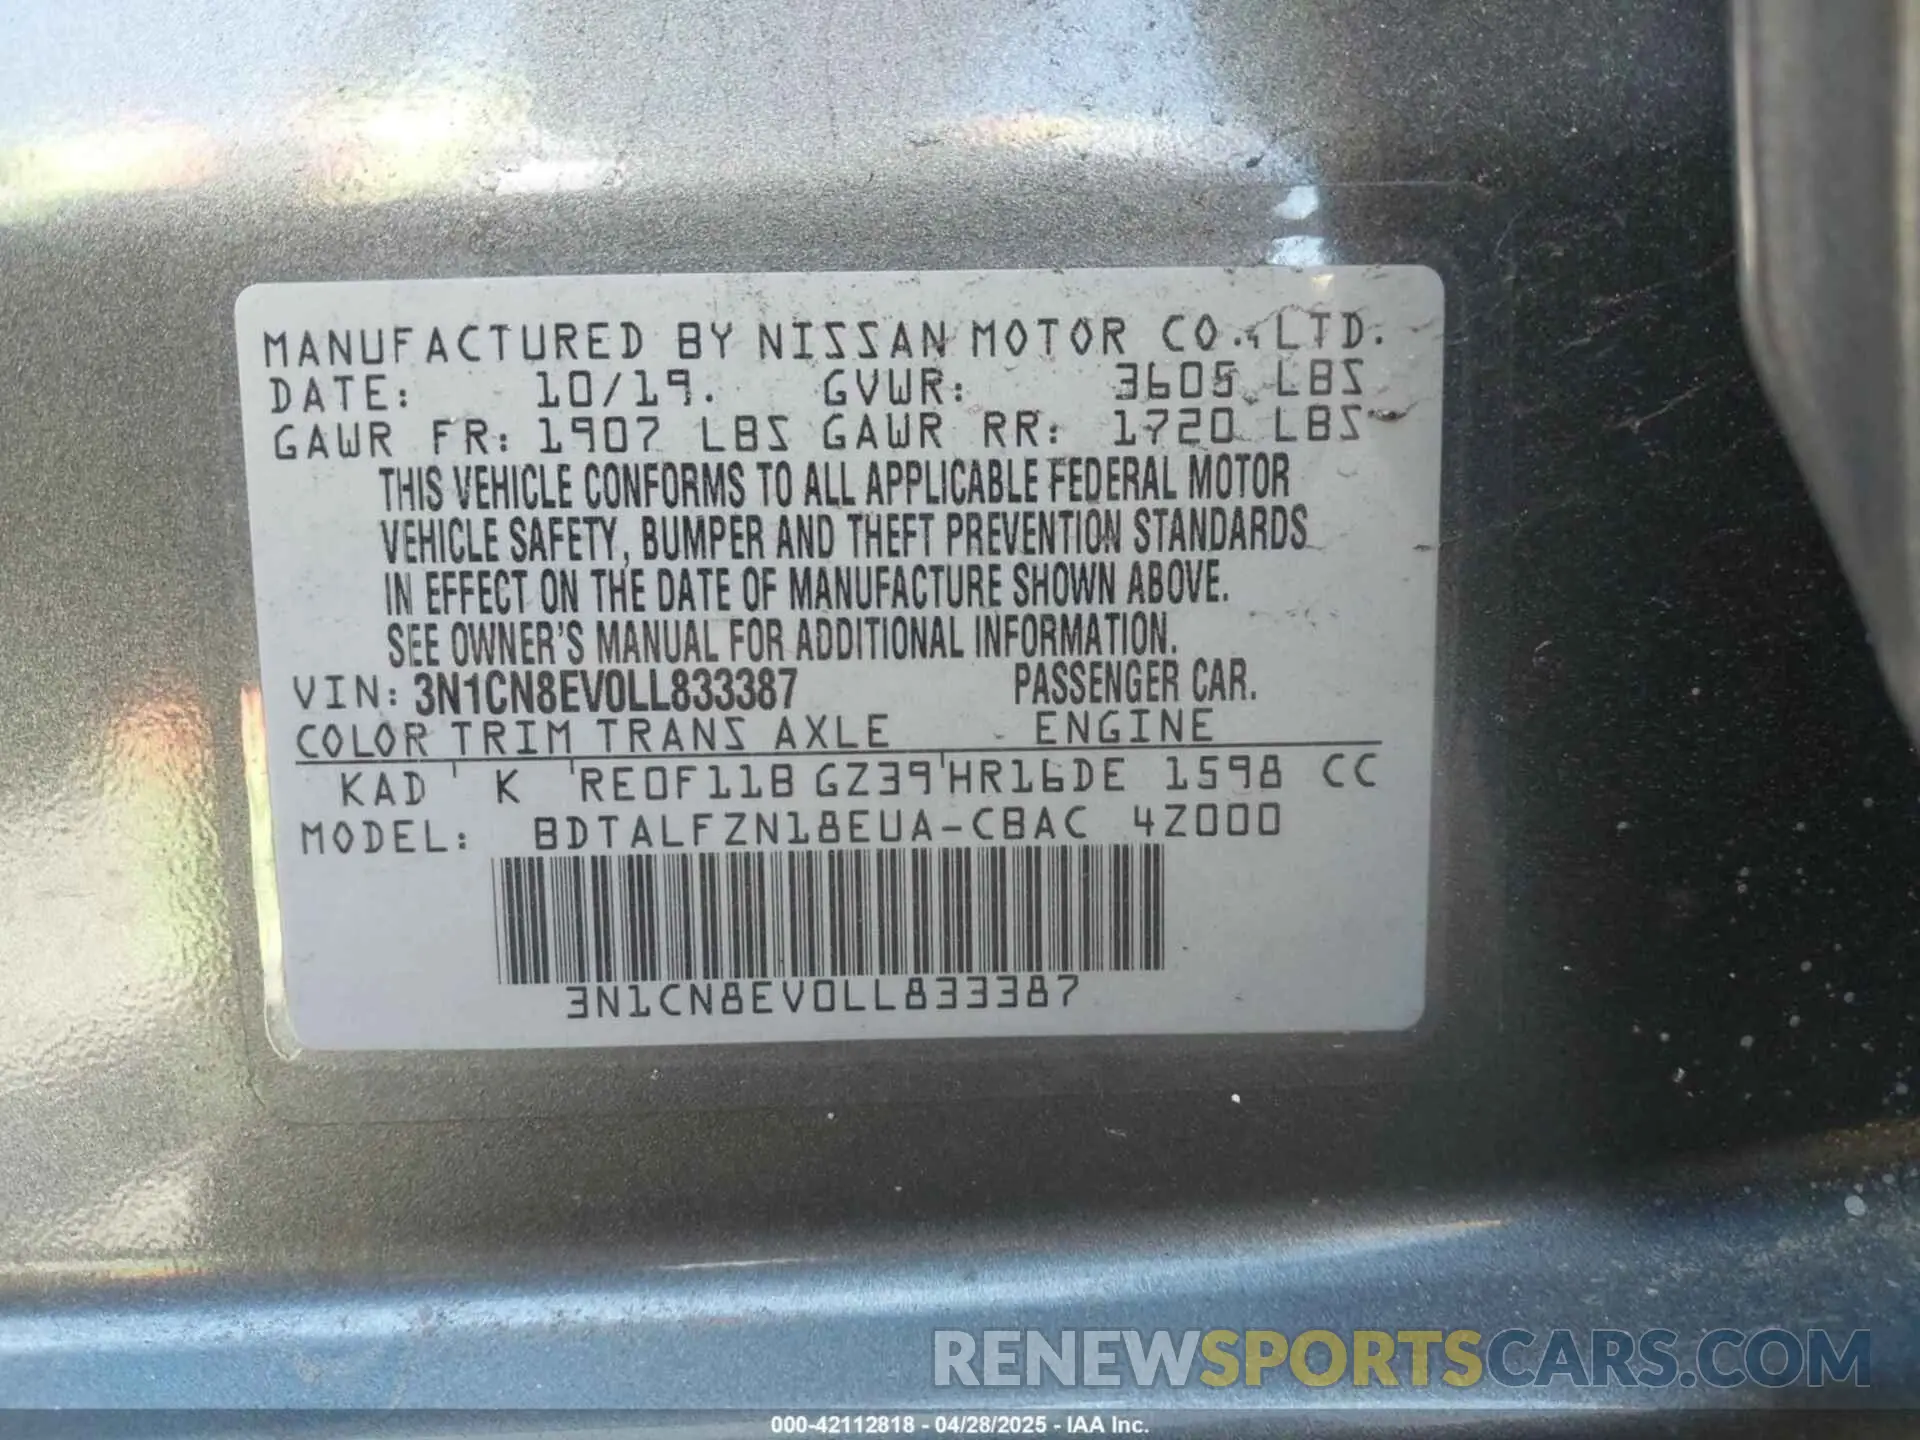 MANUFACTURED BY NISSAN MOTOR CO., LTD.
DATE: 10/19. GVWR: 3605 LBS
GAWR FR: 1907 LBS GAWR RR: 1720 LBS
THIS VEHICLE CONFORMS TO ALL APPLICABLE FEDERAL MOTOR
VEHICLE SAFETY, BUMPER AND THEFT PREVENTION STANDARDS
IN EFFECT ON THE DATE OF MANUFACTURE SHOWN ABOVE.
SEE OWNER'S MANUAL FOR ADDITIONAL INFORMATION.
VIN: 3N1CN8EV0LL833387 PASSENGER CAR.
COLOR TRIM TRANS AXLE ENGINE
KAD K RE0F11B GZ39 HR16DE 1598 CC
MODEL: BDTALFZN18EUA-CBAC 4Z000
3N1CN8EV0LL833387
RENEWSPORTSCARS.COM
000-42112818 - 04/28/2025 - IAA Inc.